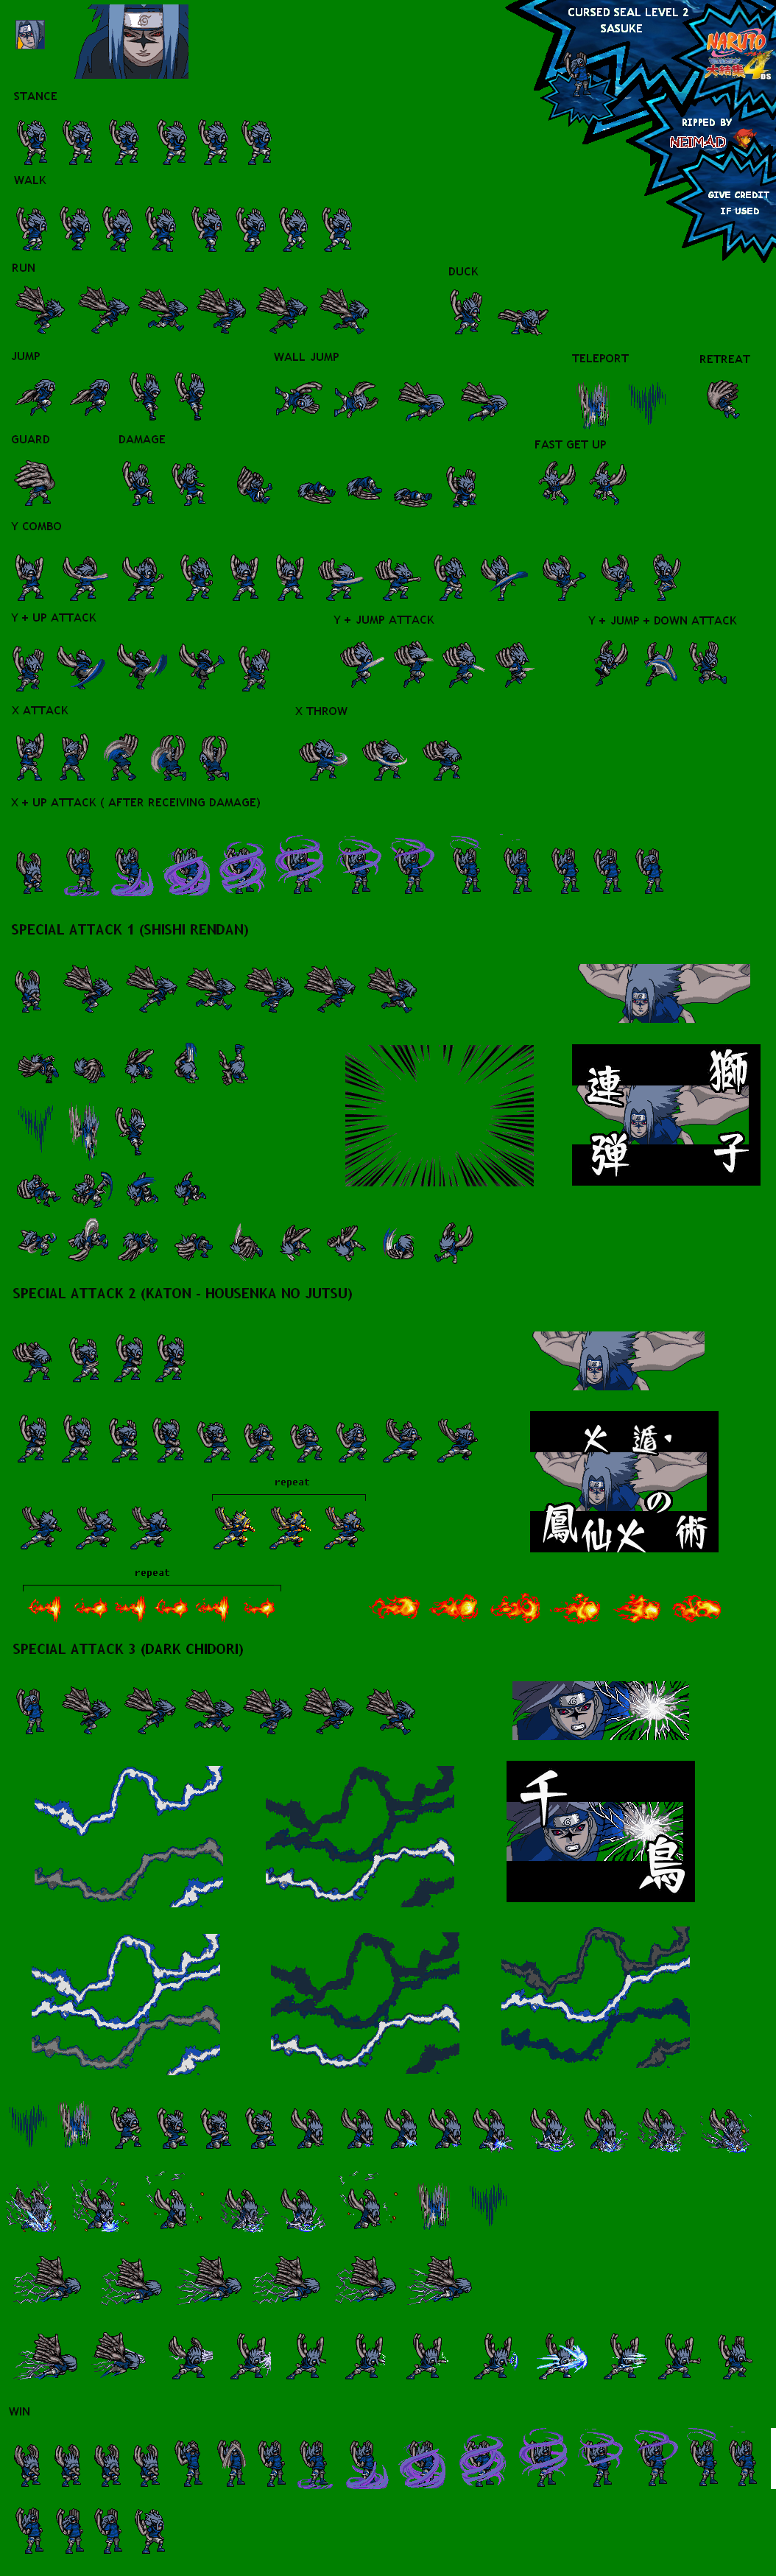 CURSED SEAL LEVEL 2
SASUKE
NARUTO
4
DS
RIPPED BY
NEIMAD
GIVE CREDIT
IF USED
STANCE
WALK
RUN
DUCK
JUMP
WALL JUMP
TELEPORT
RETREAT
GUARD
DAMAGE
FAST GET UP
Y COMBO
Y + UP ATTACK
Y + JUMP ATTACK
Y + JUMP + DOWN ATTACK
X ATTACK
X THROW
X + UP ATTACK ( AFTER RECEIVING DAMAGE)
SPECIAL ATTACK 1 (SHISHI RENDAN)
獅
子
連
弾
SPECIAL ATTACK 2 (KATON - HOUSENKA NO JUTSU)
火遁・
鳳仙火の術
repeat
repeat
SPECIAL ATTACK 3 (DARK CHIDORI)
千
鳥
WIN